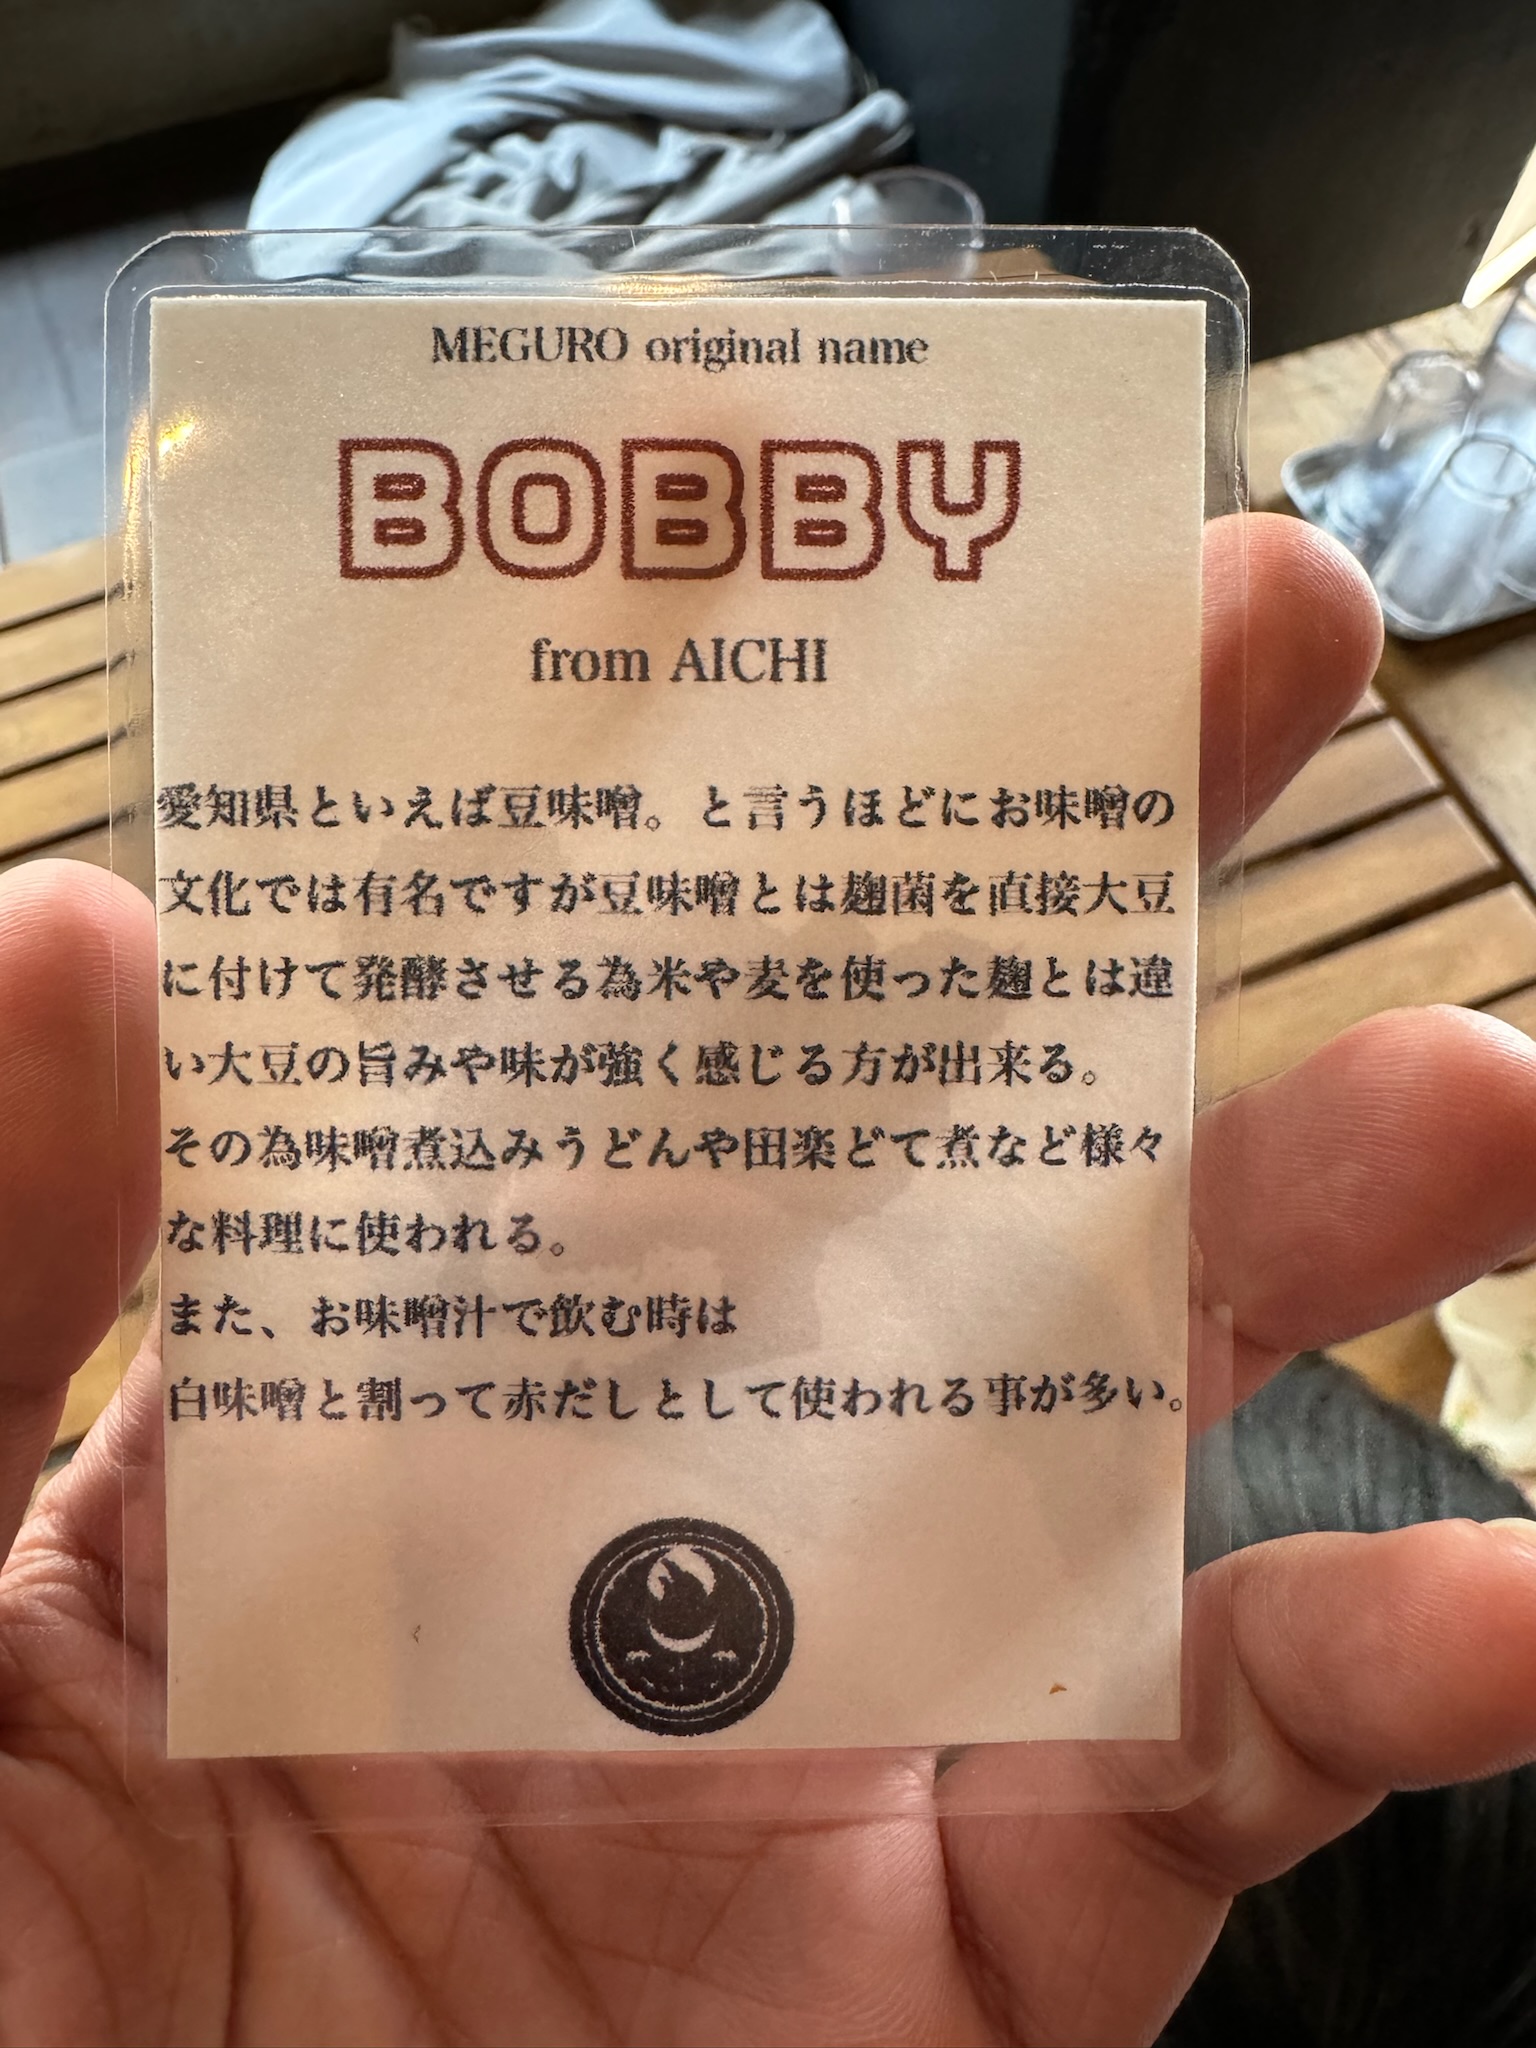 MEGURO original name
BOBBY
from AICHI
愛知県といえば豆味噌。と言うほどにお味噌の
文化では有名ですが豆味噌とは麹菌を直接大豆
に付けて発酵させる為米や麦を使った麹とは違
い大豆の旨みや味が強く感じる方が出来る。
その為味噌煮込みうどんや田楽どて煮など様々
な料理に使われる。
また、お味噌汁で飲む時は
白味噌と割って赤だしとして使われる事が多い。